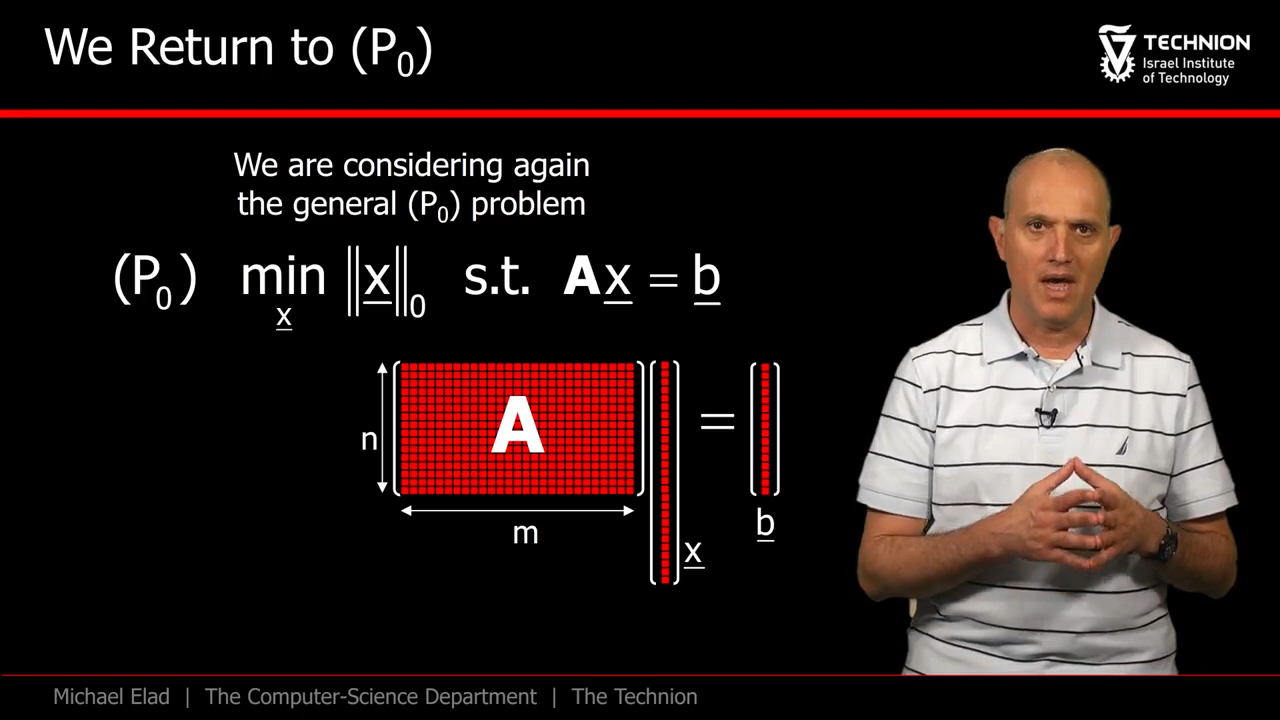 We Return to (P₀)
TECHNION
Israel Institute
of Technology
We are considering again
the general (P₀) problem
(P₀) min ‖x‖₀ s.t. Ax = b
x
A
=
n
m
x
b
Michael Elad | The Computer-Science Department | The Technion